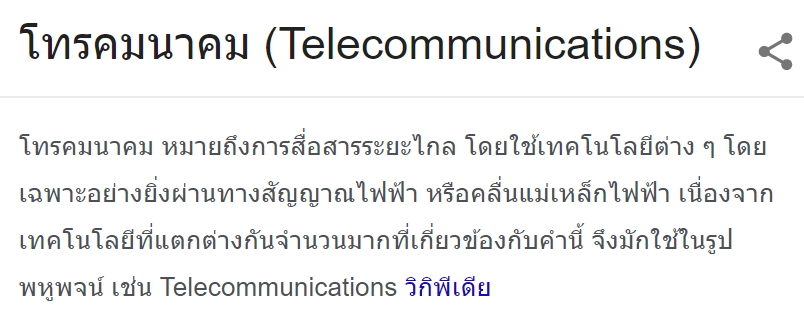 โทรคมนาคม (Telecommunications)
โทรคมนาคม หมายถึงการสื่อสารระยะไกล โดยใช้เทคโนโลยีต่าง ๆ โดย
เฉพาะอย่างยิ่งผ่านทางสัญญาณไฟฟ้า หรือคลื่นแม่เหล็กไฟฟ้า เนื่องจาก
เทคโนโลยีที่แตกต่างกันจำนวนมากที่เกี่ยวข้องกับคำนี้ จึงมักใช้ในรูป
พหูพจน์ เช่น Telecommunications วิกิพีเดีย